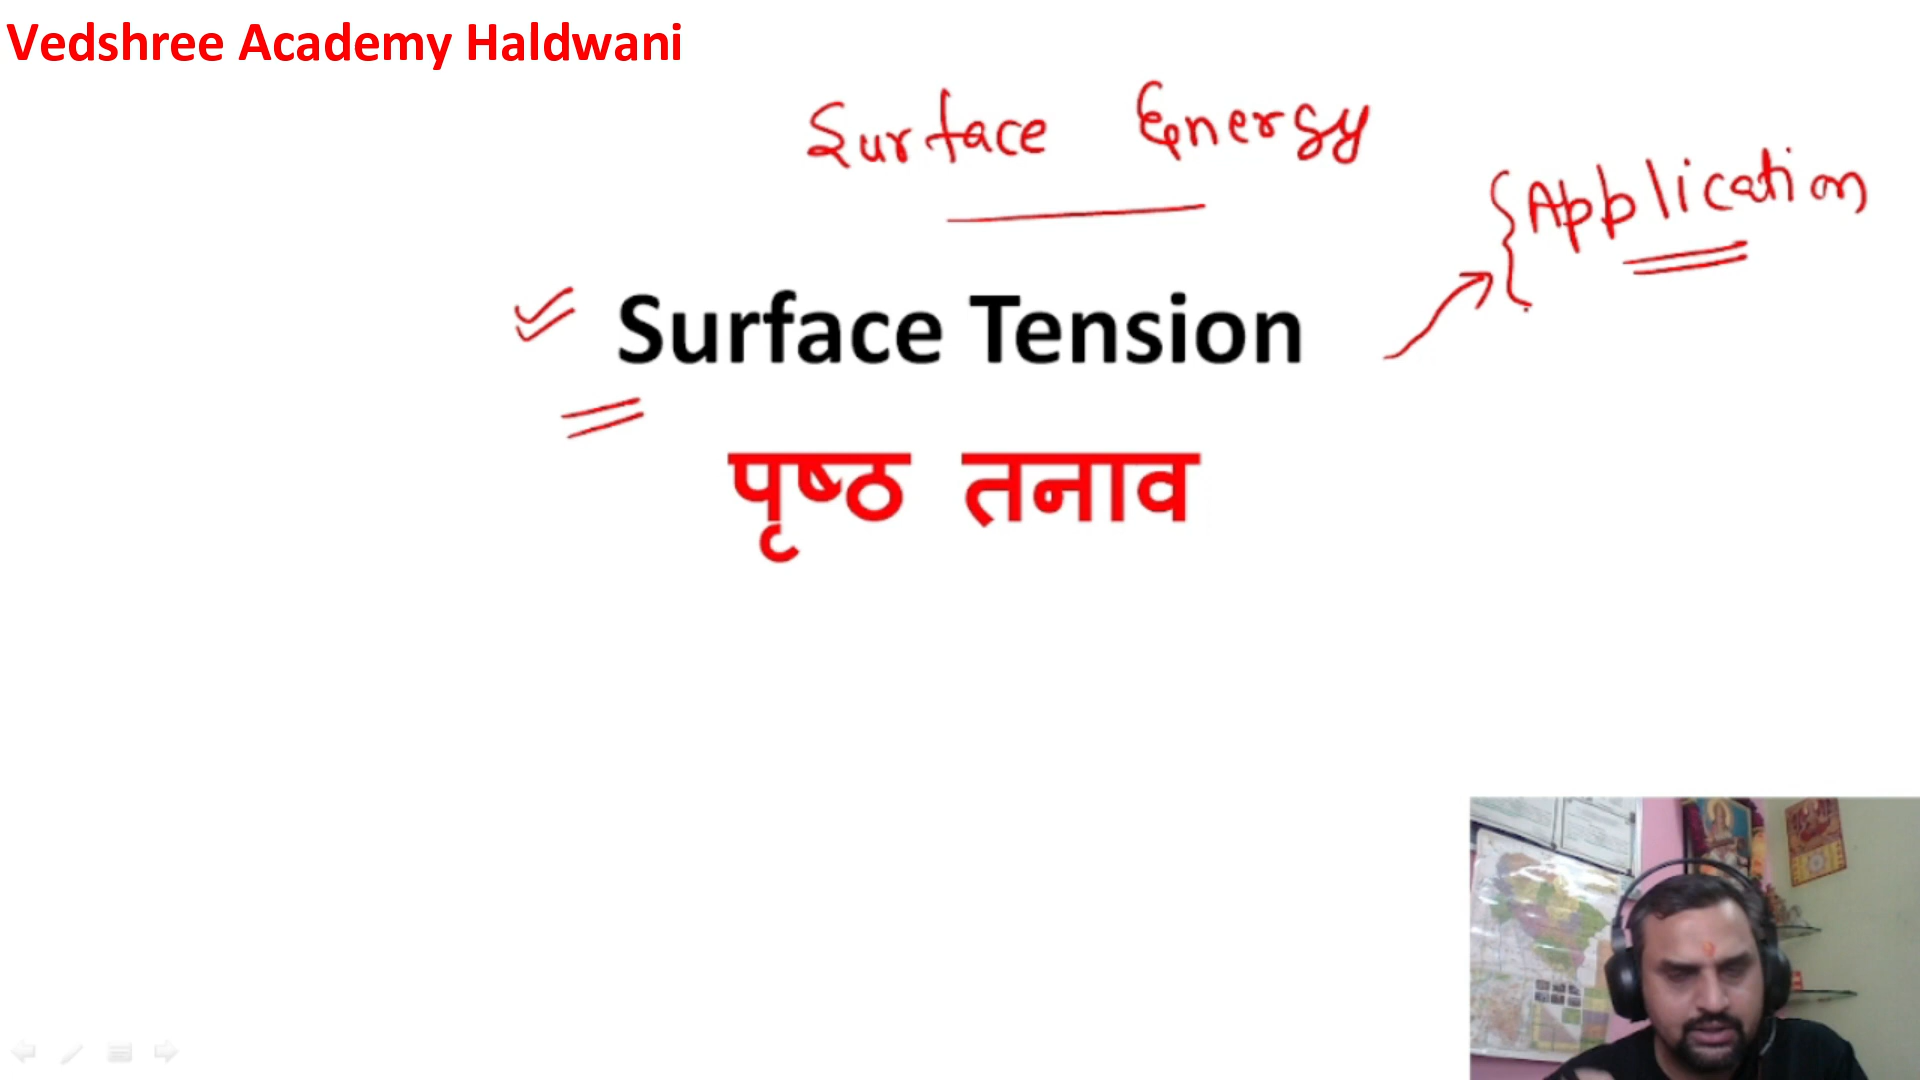 Vedshree Academy Haldwani
Surface Energy
Application
Surface Tension
पृष्ठ तनाव